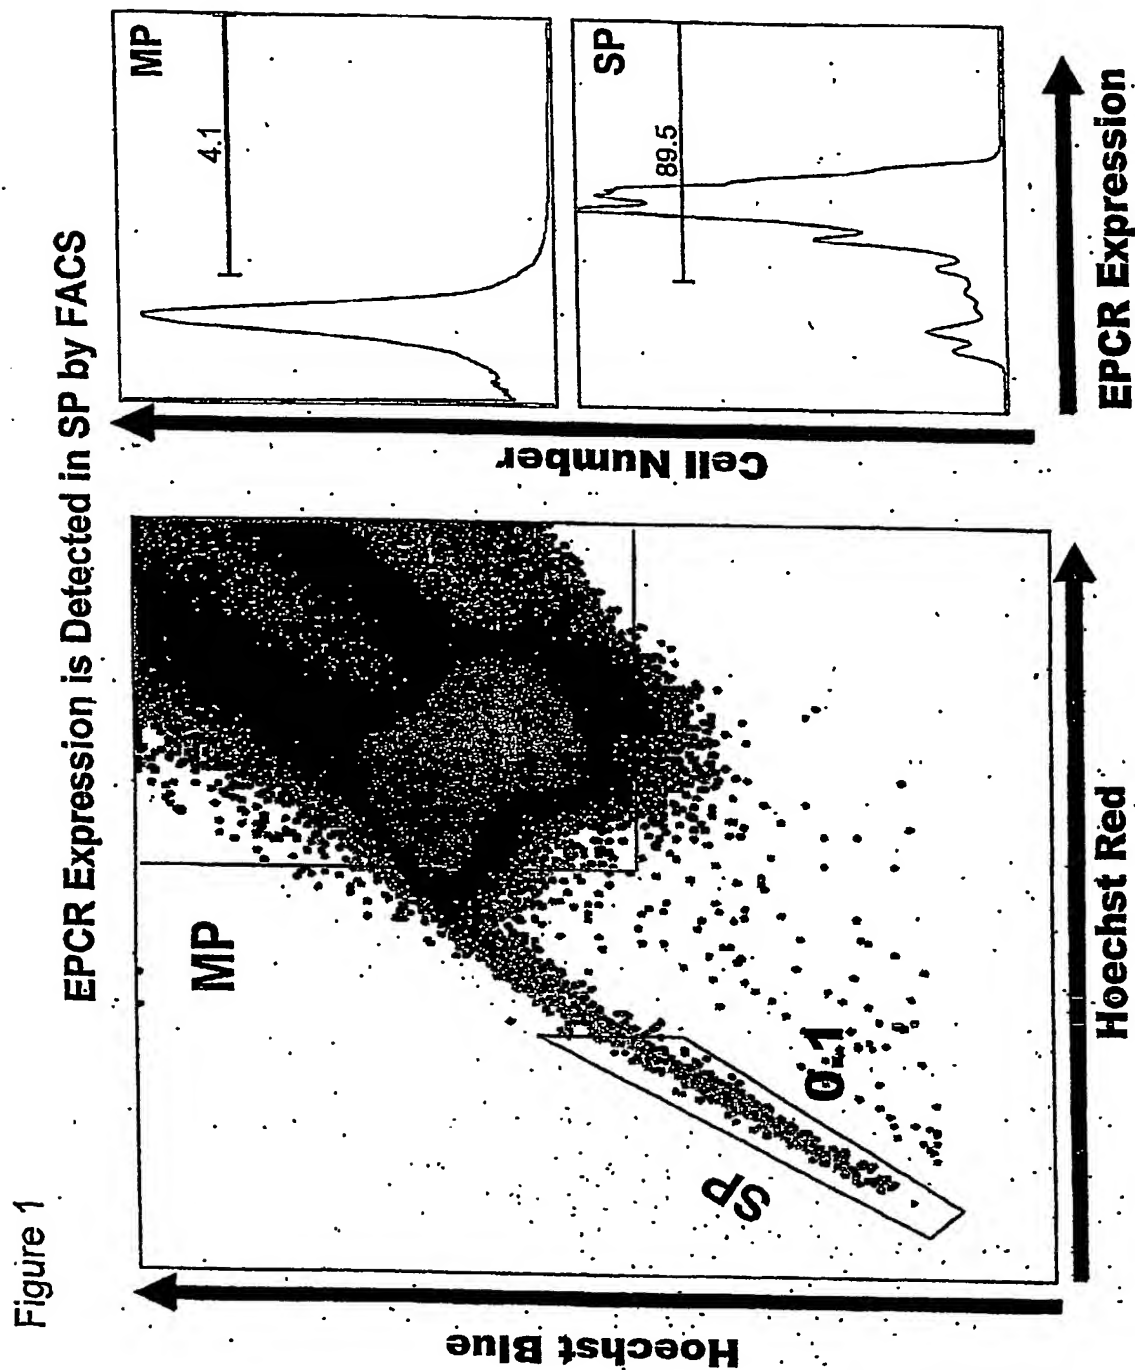 Figure 1
EPCR Expression is Detected in SP by FACS
Hoechst Blue
MP
SP
0.1
Hoechst Red
Cell Number
MP
4.1
SP
89.5
EPCR Expression